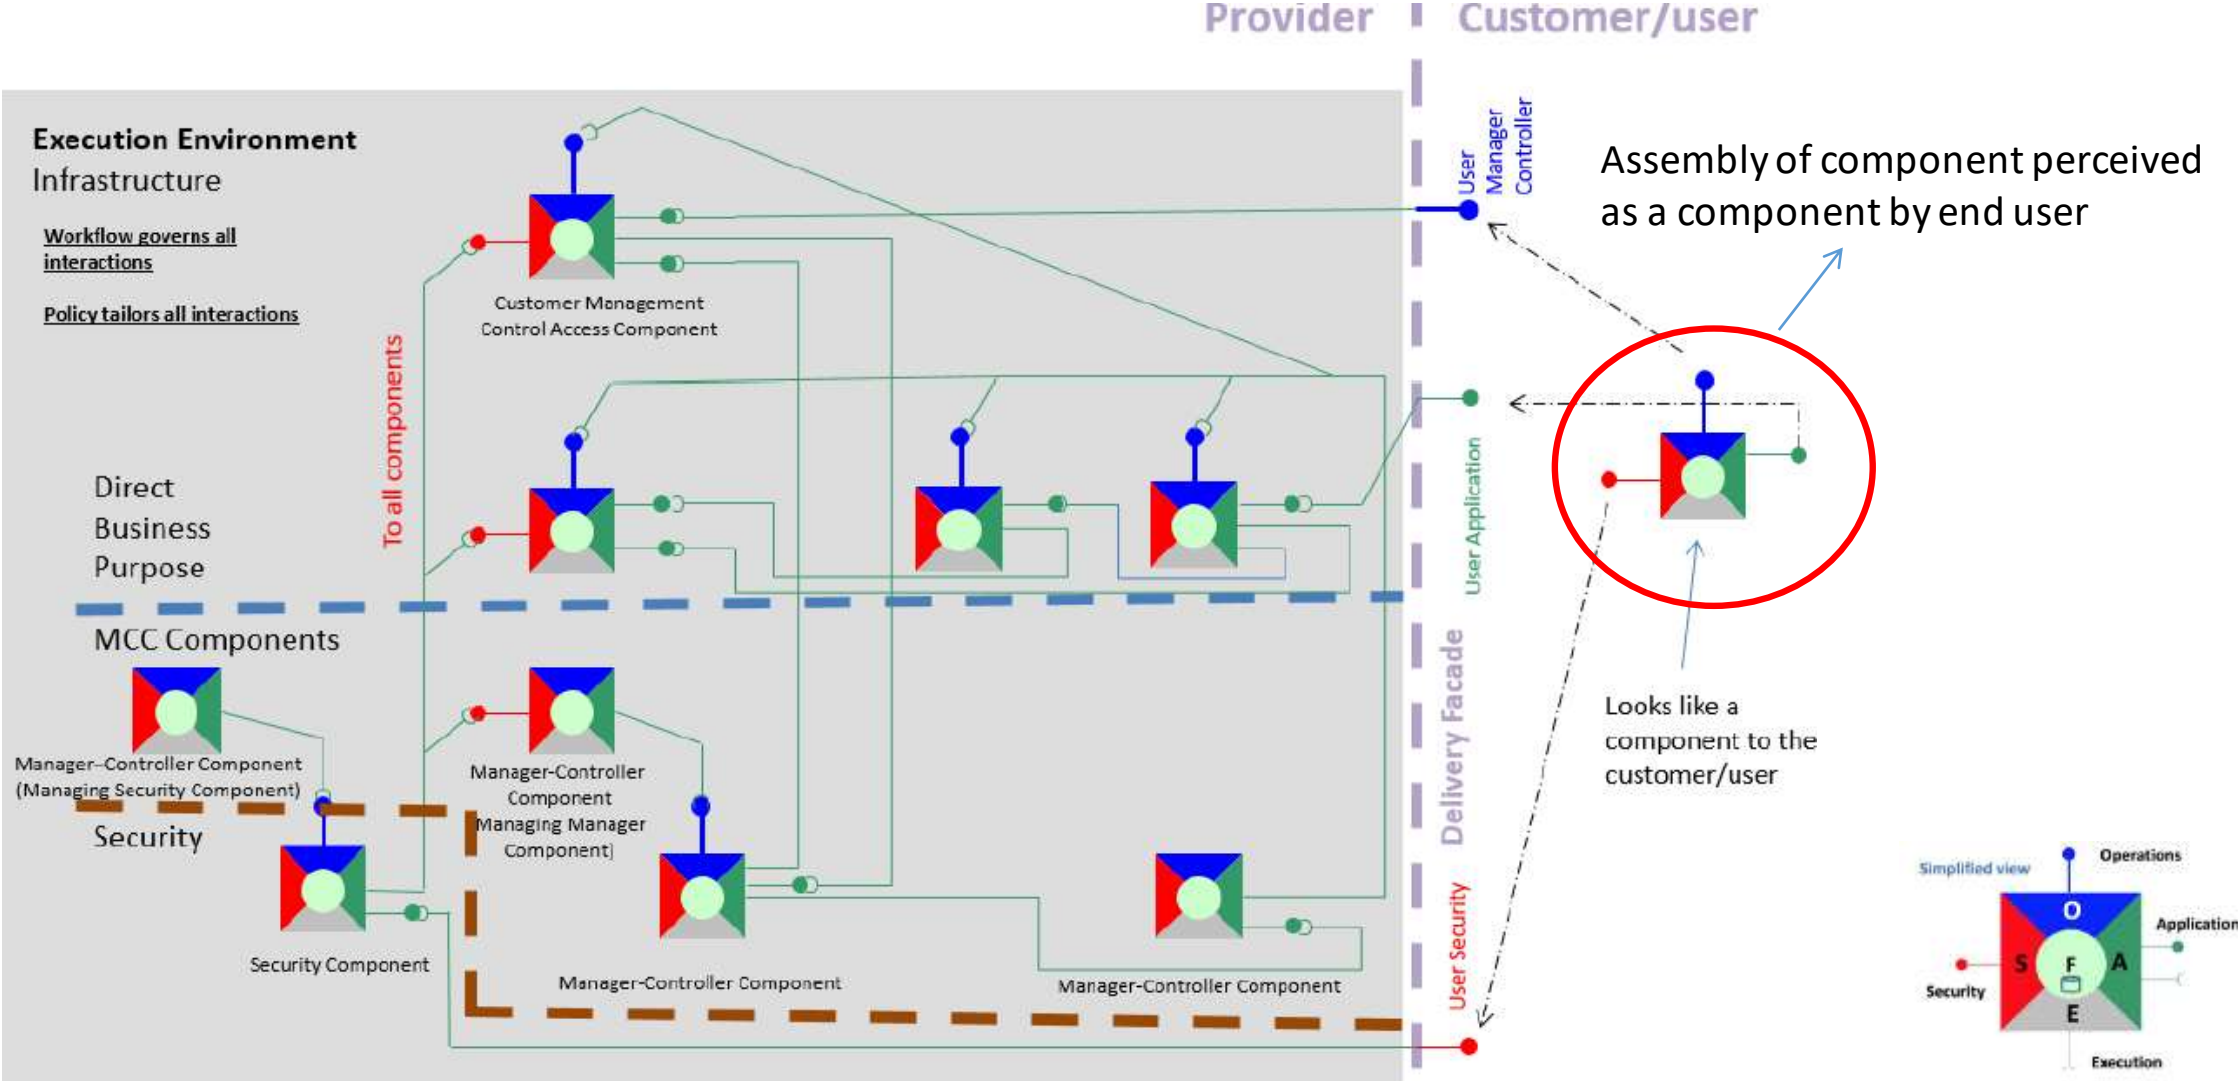 Provider
Customer/user
Execution Environment
Infrastructure
Workflow governs all
interactions
Policy tailors all interactions
To all components
Customer Management
Control Access Component
User
Manager
Controller
Assembly of component perceived
as a component by end user
Direct
Business
Purpose
User Application
MCC Components
Manager-Controller Component
(Managing Security Component)
Manager-Controller
Component
Managing Manager
Component)
Delivery Facade
Looks like a
component to the
customer/user
Security
Security Component
Manager-Controller Component
Manager-Controller Component
User Security
Simplified view
Operations
O
Application
S
F
A
Security
E
Execution